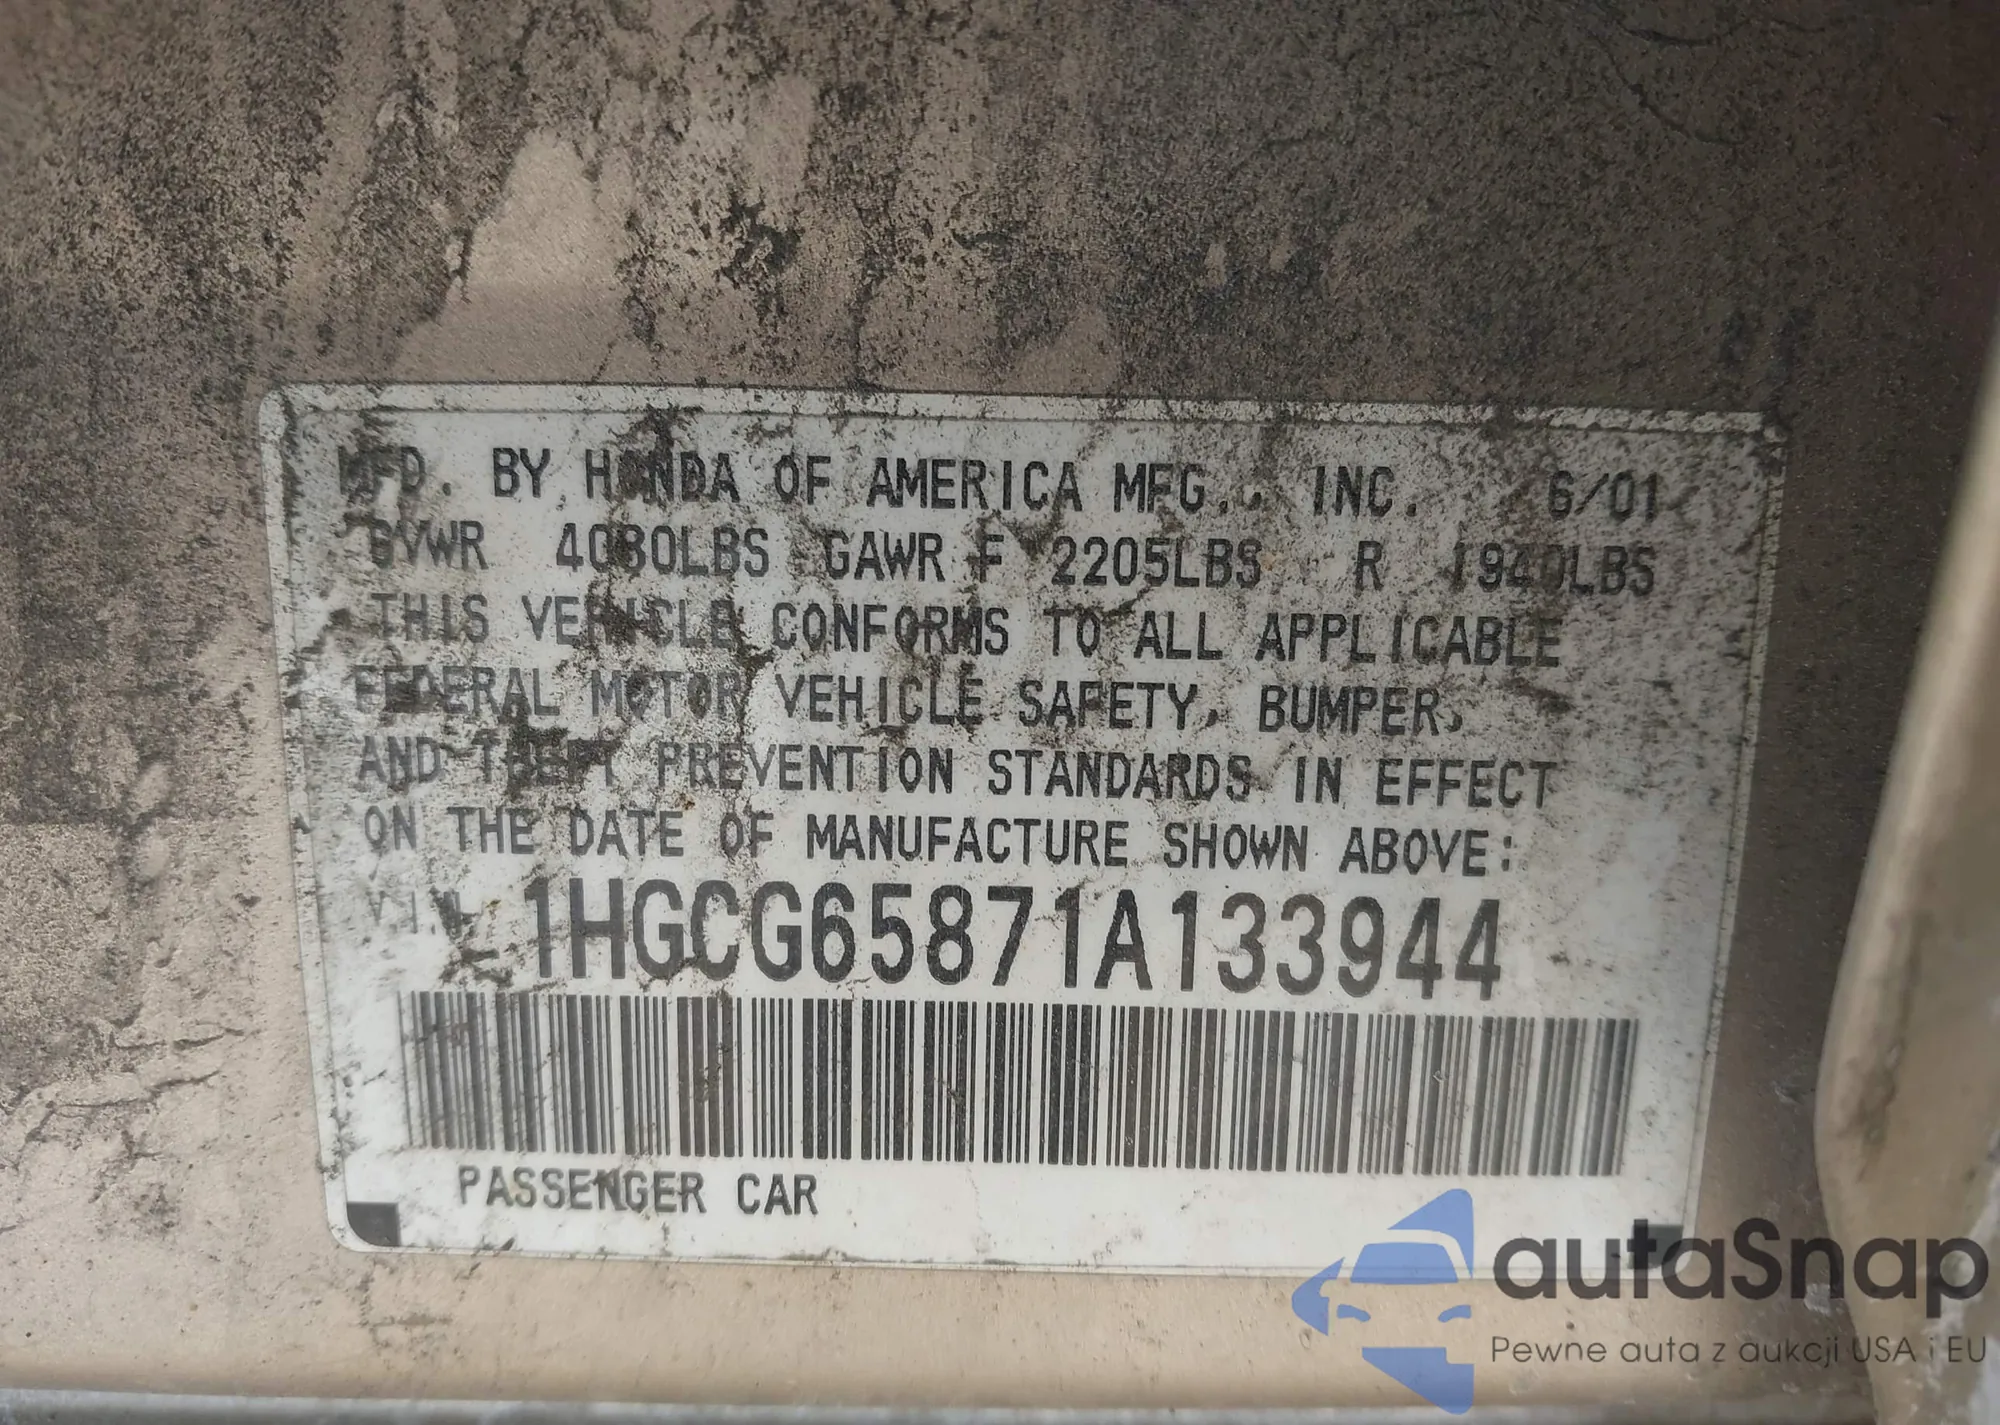 MFD. BY HONDA OF AMERICA MFG., INC. 6/01
GVWR 4080LBS GAWR F 2205LBS R 1940LBS
THIS VEHICLE CONFORMS TO ALL APPLICABLE
FEDERAL MOTOR VEHICLE SAFETY, BUMPER,
AND THEFT PREVENTION STANDARDS IN EFFECT
ON THE DATE OF MANUFACTURE SHOWN ABOVE:
V.I.N. 1HGCG65871A133944
PASSENGER CAR
autaSnap
Pewne auta z aukcji USA i EU